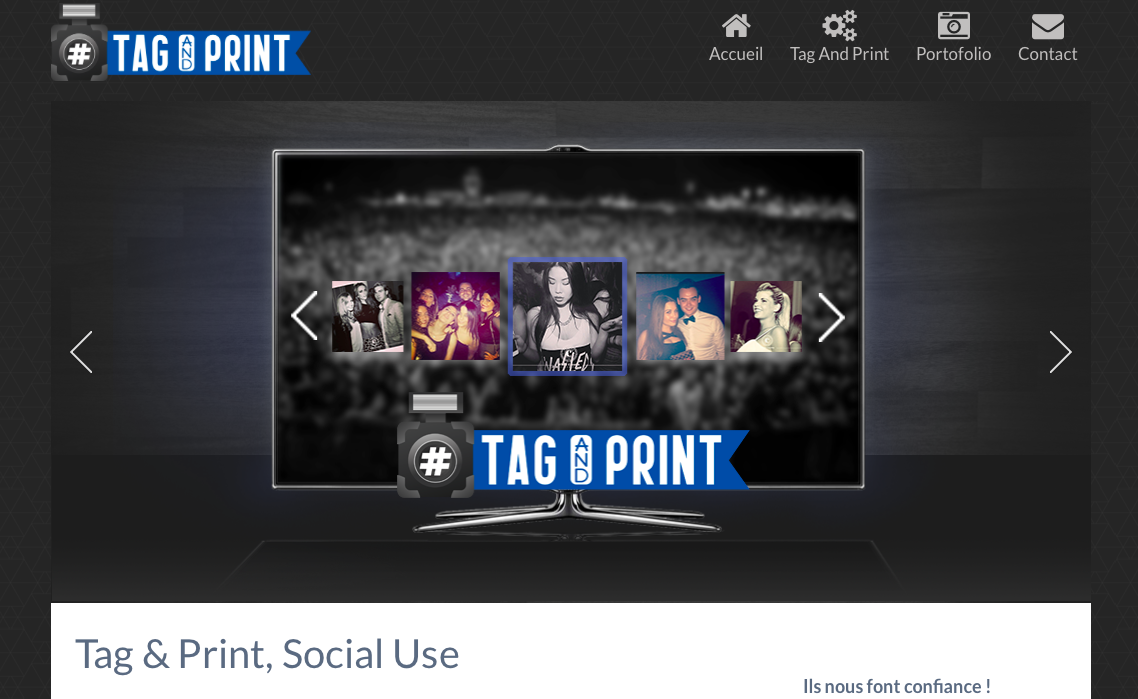 # TAG AND PRINT
Accueil
Tag And Print
Portofolio
Contact
WASTED
# TAG AND PRINT
Tag & Print, Social Use
Ils nous font confiance !